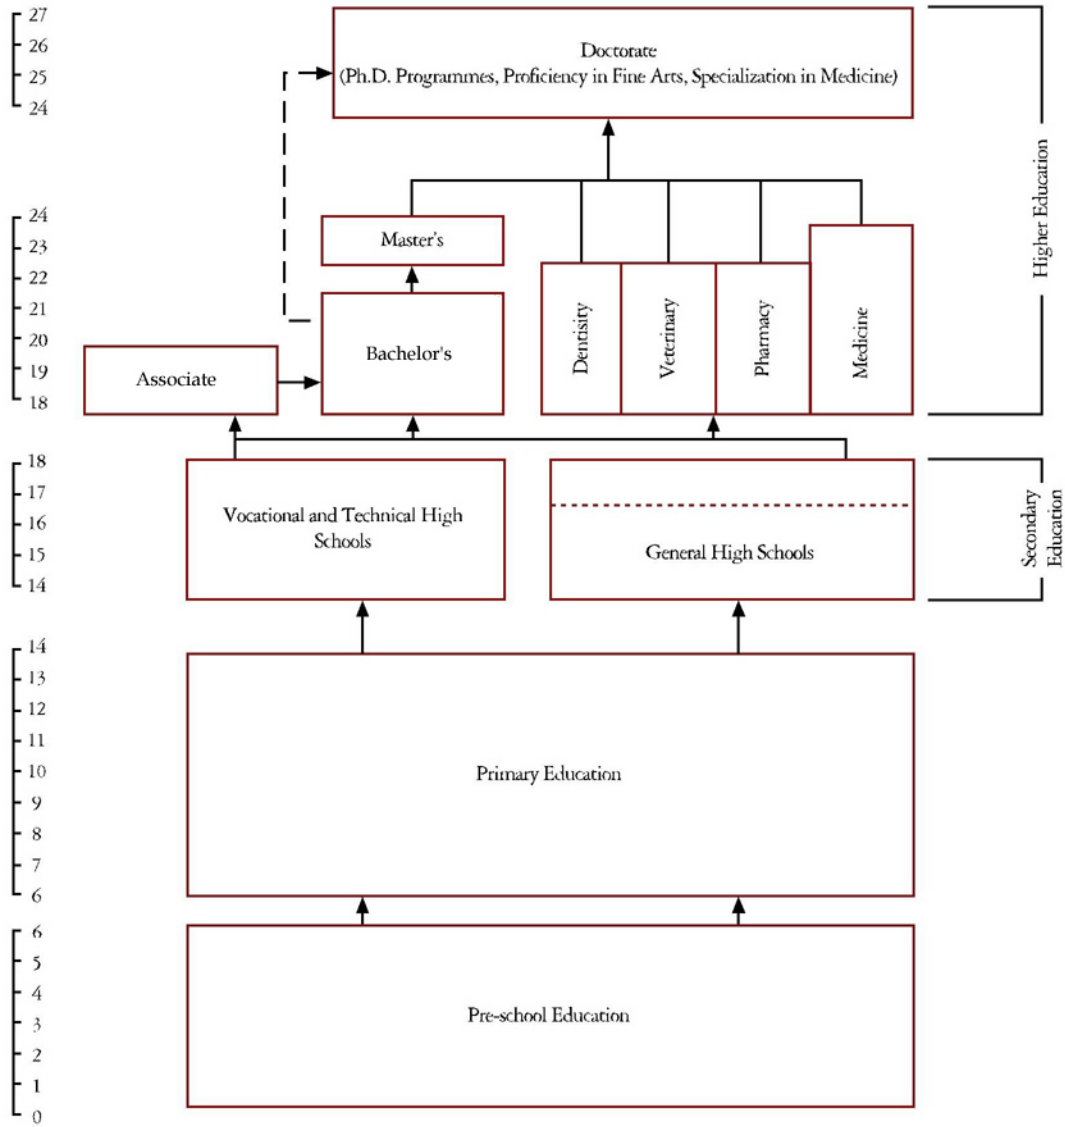 27
26
25
24
Doctorate
(Ph.D. Programmes, Proficiency in Fine Arts, Specialization in Medicine)
Higher Education
24
23
22
21
20
19
18
Master's
Bachelor's
Associate
Dentisity
Veterinary
Pharmacy
Medicine
18
17
16
15
14
Vocational and Technical High
Schools
General High Schools
Secondary
Education
14
13
12
11
10
9
8
7
6
Primary Education
6
5
4
3
2
1
0
Pre-school Education